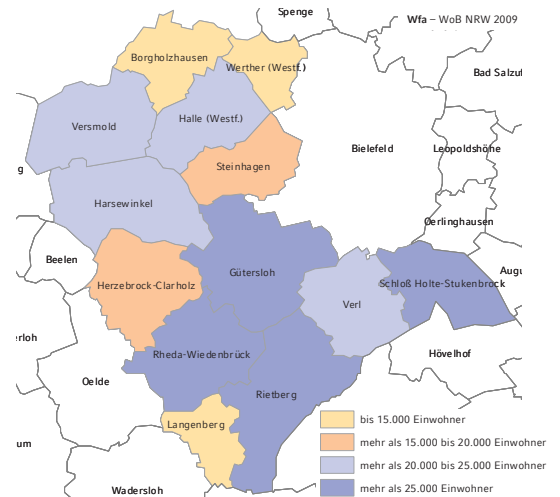 Spenge
Wfa – WoB NRW 2009
Borgholzhausen
Werther (Westf.)
Bad Salzuf
Versmold
Halle (Westf.)
Bielefeld
Leopoldshöhe
Steinhagen
g
Harsewinkel
Oerlinghausen
Beelen
Gütersloh
Augu
Herzebrock-Clarholz
Schloß Holte-Stukenbrock
Verl
erloh
Rheda-Wiedenbrück
Hövelhof
Oelde
Rietberg
Langenberg
bis 15.000 Einwohner
um
mehr als 15.000 bis 20.000 Einwohner
mehr als 20.000 bis 25.000 Einwohner
Wadersloh
mehr als 25.000 Einwohner